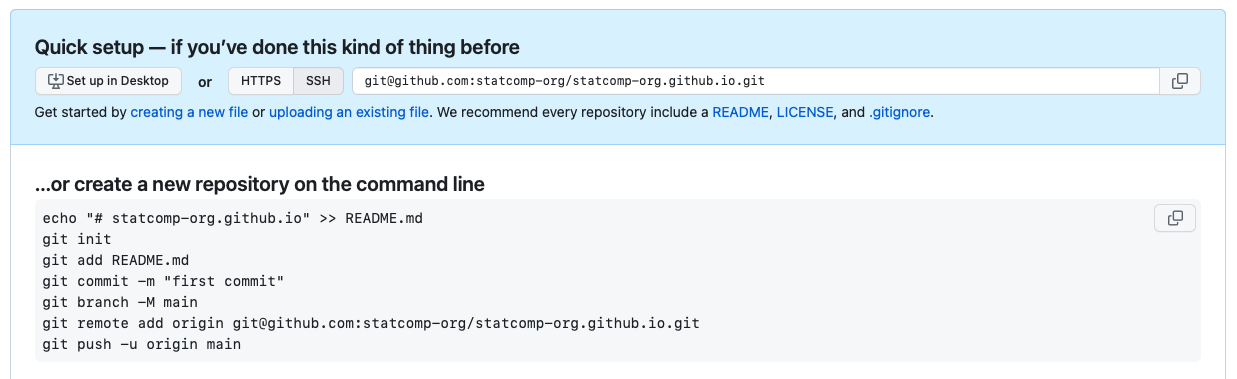 Quick setup — if you’ve done this kind of thing before
Set up in Desktop or HTTPS SSH git@github.com:statcomp-org/statcomp-org.github.io.git
Get started by creating a new file or uploading an existing file. We recommend every repository include a README, LICENSE, and .gitignore.
…or create a new repository on the command line
echo "# statcomp-org.github.io" >> README.md
git init
git add README.md
git commit -m "first commit"
git branch -M main
git remote add origin git@github.com:statcomp-org/statcomp-org.github.io.git
git push -u origin main